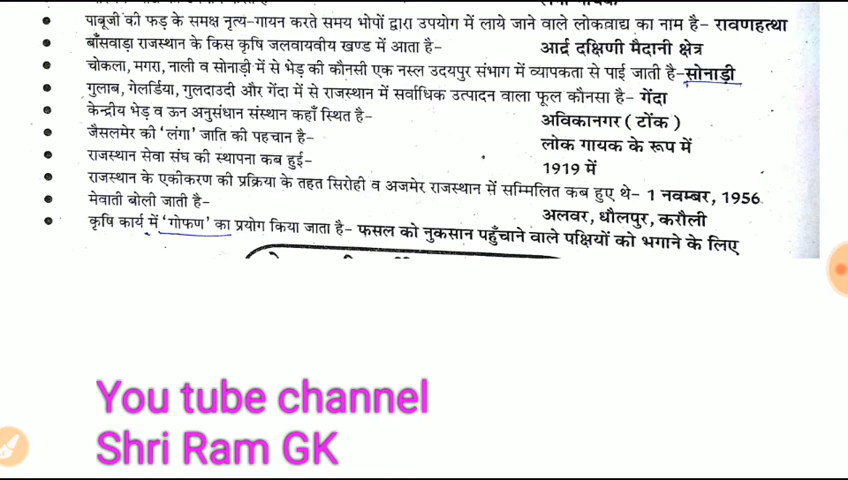 पाबूजी की फड़ के समक्ष नृत्य-गायन करते समय भोपों द्वारा उपयोग में लाये जाने वाले लोकवाद्य का नाम है- रावणहत्था
बाँसवाड़ा राजस्थान के किस कृषि जलवायवीय खण्ड में आता है- आर्द्र दक्षिणी मैदानी क्षेत्र
चोकला, मगरा, नाली व सोनाड़ी में से भेड़ की कौनसी एक नस्ल उदयपुर संभाग में व्यापकता से पाई जाती है- सोनाड़ी
गुलाब, गेलर्डिया, गुलदाउदी और गेंदा में से राजस्थान में सर्वाधिक उत्पादन वाला फूल कौनसा है- गेंदा
केन्द्रीय भेड़ व ऊन अनुसंधान संस्थान कहाँ स्थित है- अविकानगर ( टोंक )
जैसलमेर की 'लंगा' जाति की पहचान है- लोक गायक के रूप में
राजस्थान सेवा संघ की स्थापना कब हुई- 1919 में
राजस्थान के एकीकरण की प्रक्रिया के तहत सिरोही व अजमेर राजस्थान में सम्मिलित कब हुए थे- 1 नवम्बर, 1956
मेवाती बोली जाती है- अलवर, धौलपुर, करौली
कृषि कार्य में 'गोफण' का प्रयोग किया जाता है- फसल को नुकसान पहुँचाने वाले पक्षियों को भगाने के लिए
You tube channel
Shri Ram GK